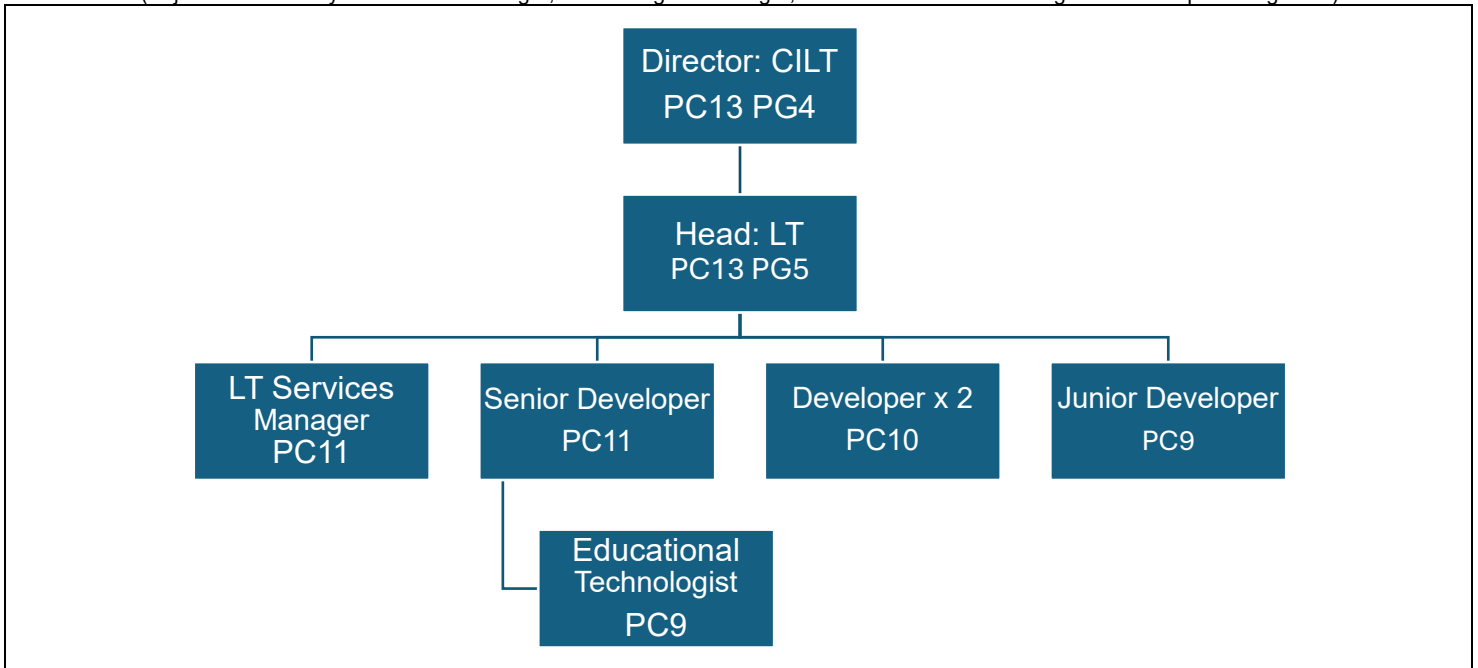 Director: CILT
PC13 PG4
Head: LT
PC13 PG5
LT Services
Manager
PC11
Senior Developer
PC11
Developer x 2
PC10
Junior Developer
PC9
Educational
Technologist
PC9